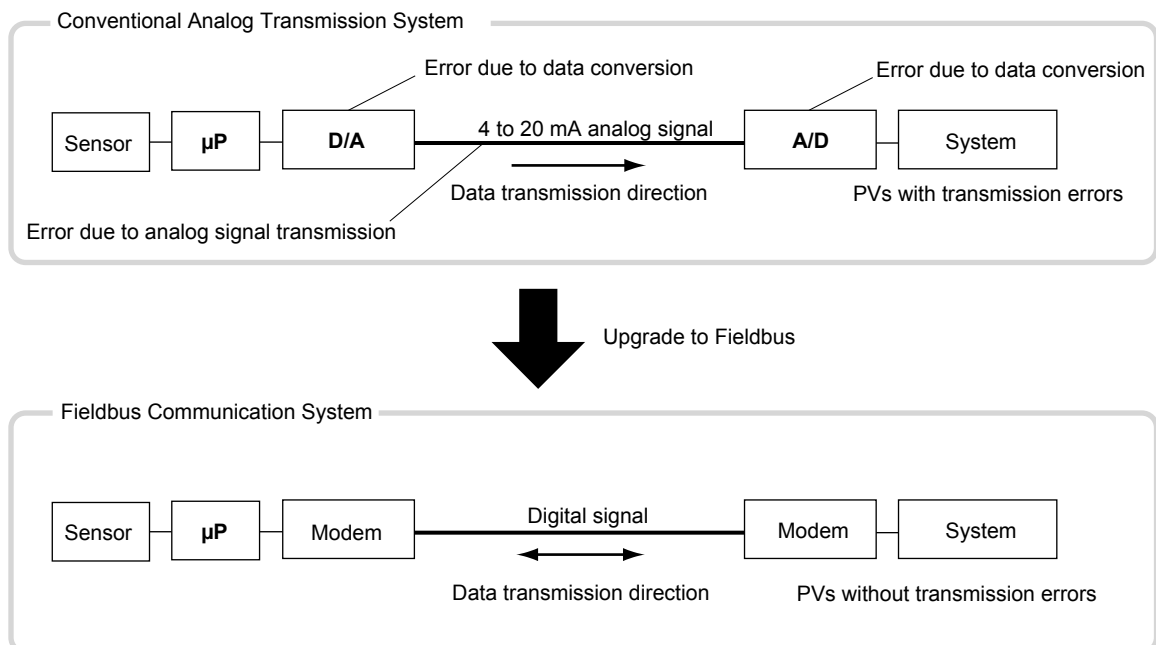 Conventional Analog Transmission System
Error due to data conversion
Error due to data conversion
Sensor
µP
D/A
4 to 20 mA analog signal
A/D
System
Data transmission direction
PVs with transmission errors
Error due to analog signal transmission
Upgrade to Fieldbus
Fieldbus Communication System
Sensor
µP
Modem
Digital signal
Modem
System
Data transmission direction
PVs without transmission errors